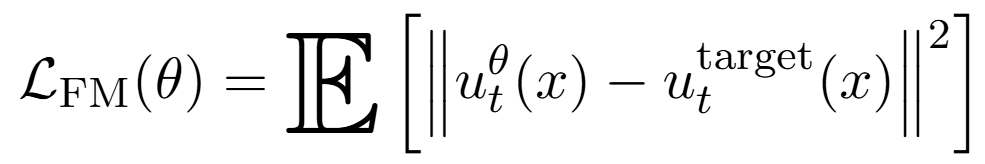 ℒ_FM(θ) = 𝔼 [‖u_t^θ(x) − u_t^target(x)‖²]